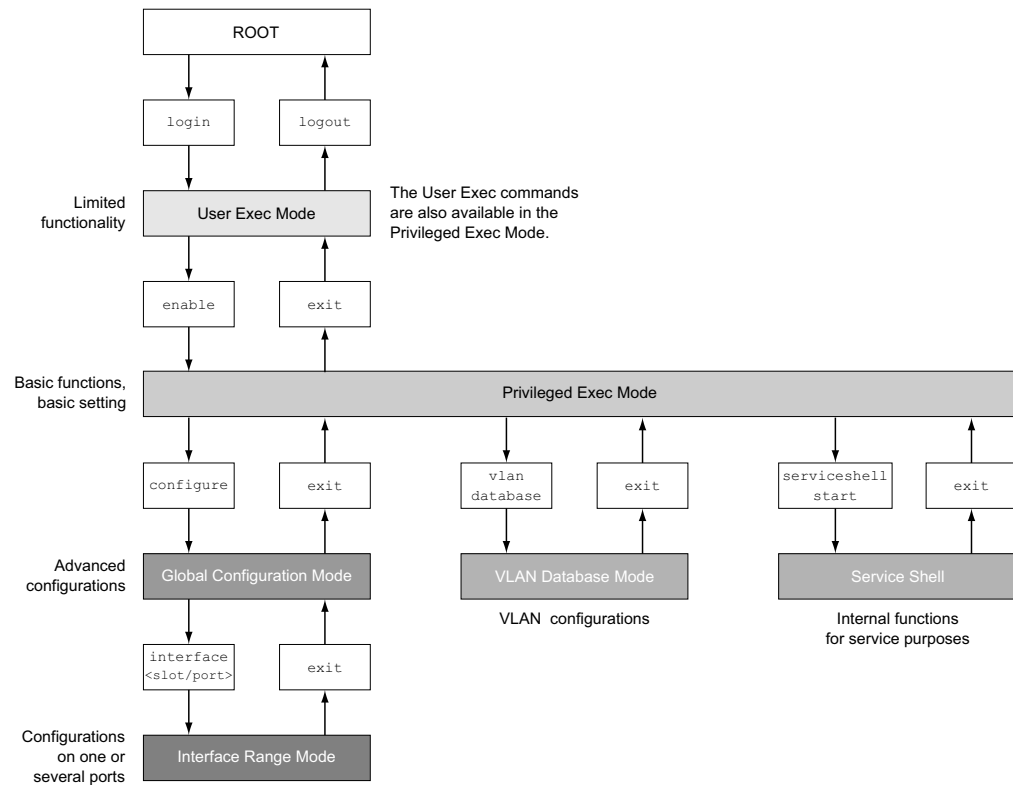 ROOT
login
logout
Limited
functionality
User Exec Mode
The User Exec commands
are also available in the
Privileged Exec Mode.
enable
exit
Basic functions,
basic setting
Privileged Exec Mode
configure
exit
vlan
database
exit
serviceshell
start
exit
Advanced
configurations
Global Configuration Mode
VLAN Database Mode
Service Shell
VLAN configurations
Internal functions
for service purposes
interface
<slot/port>
exit
Configurations
on one or
several ports
Interface Range Mode